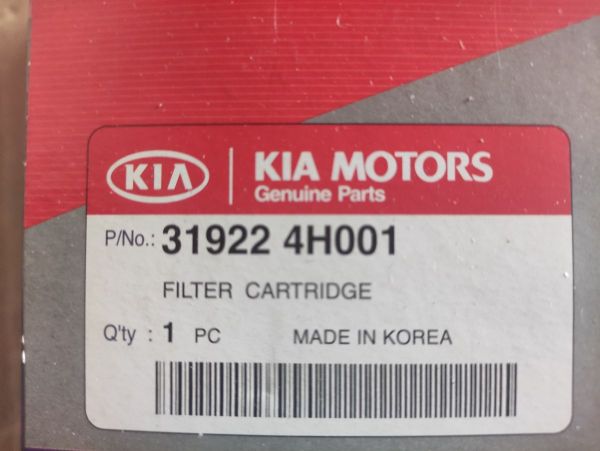 KIA
KIA MOTORS
Genuine Parts
P/No.: 31922 4H001
FILTER CARTRIDGE
Q'ty : 1 PC MADE IN KOREA